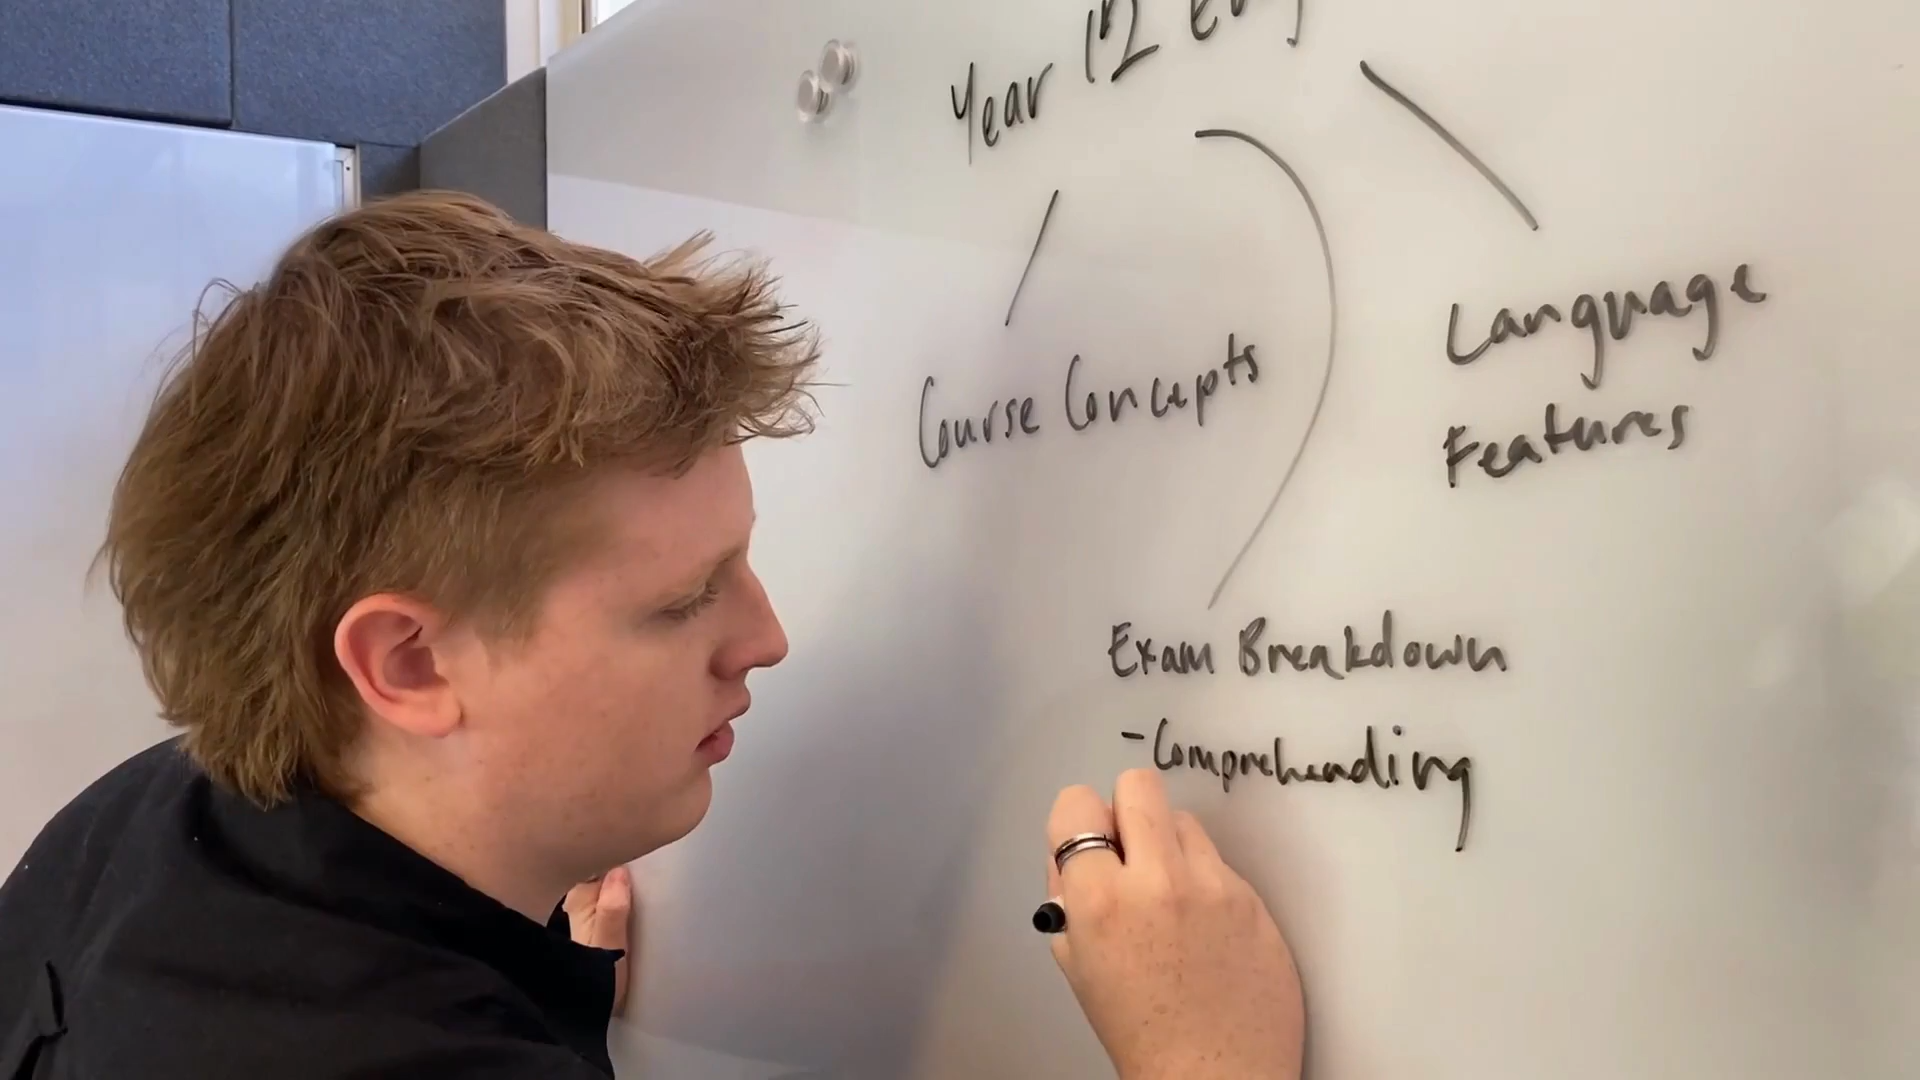 Year 12 Eng
Course Concepts
Language
Features
Exam Breakdown
-Comprehending